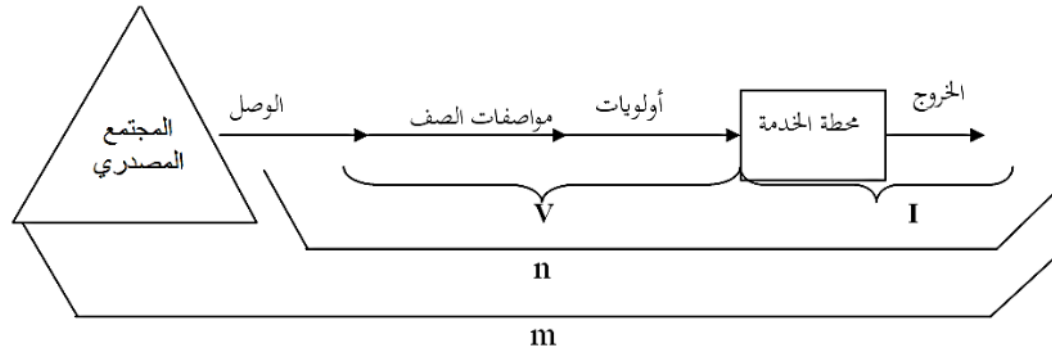 المجتمع
المصدري
الوصل
مواصفات الصف
أولويات
محطة الخدمة
الخروج
V
I
n
m